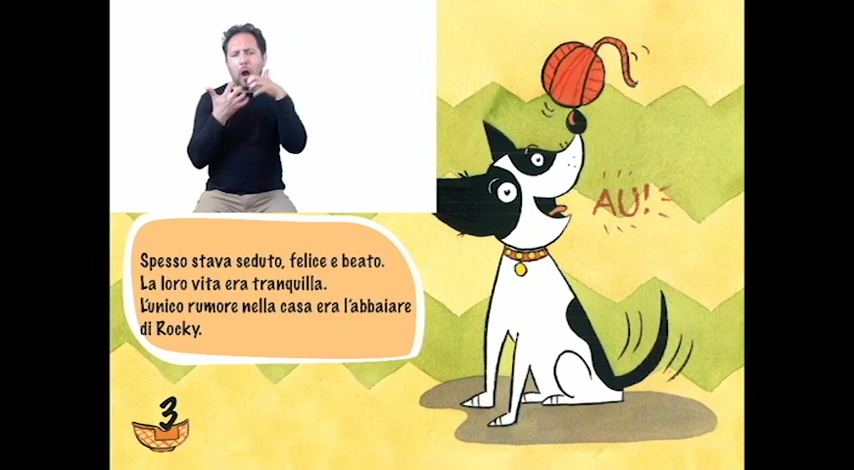 AU!
Spesso stava seduto, felice e beato.
La loro vita era tranquilla.
L'unico rumore nella casa era l'abbaiare
di Rocky.
3